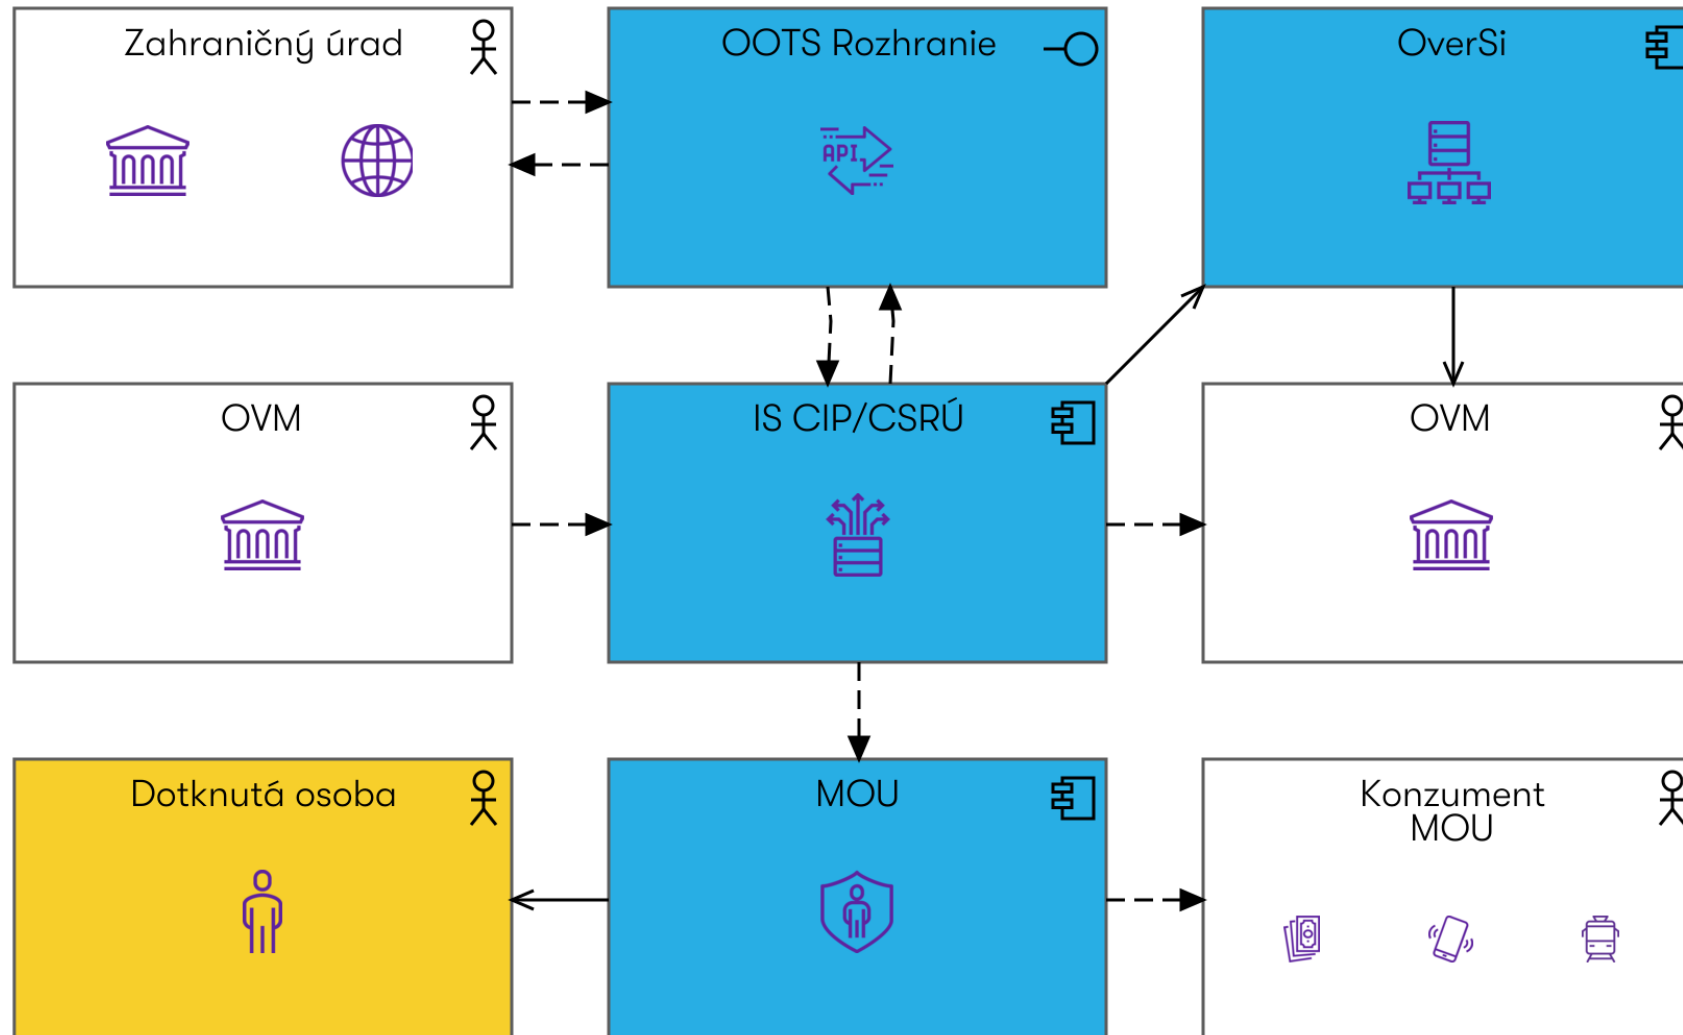 Zahraničný úrad
OOTS Rozhranie
OverSi
API
OVM
IS CIP/CSRÚ
OVM
Dotknutá osoba
MOU
Konzument
MOU